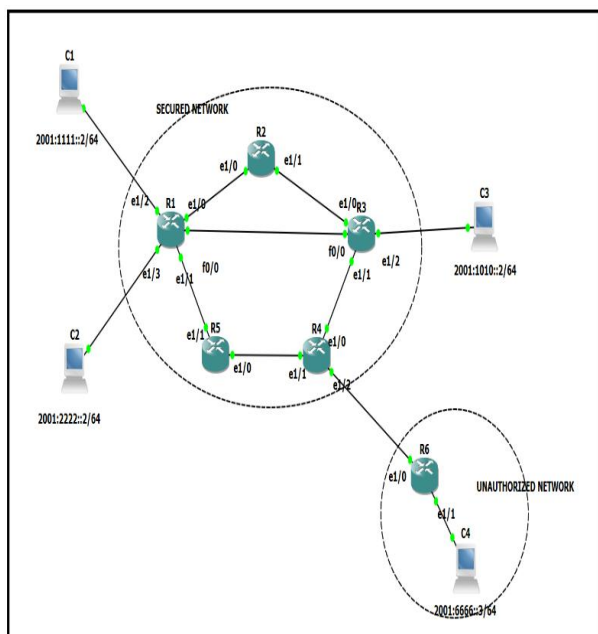 C1
2001:1111::2/64
SECURED NETWORK
R2
e1/0
e1/1
e1/2
e1/0
R1
e1/0
R3
C3
f0/0
f0/0
e1/2
e1/3
e1/1
e1/1
2001:1010::2/64
C2
2001:2222::2/64
e1/1
R5
e1/0
R4
e1/0
e1/1
e1/2
R6
e1/0
UNAUTHORIZED NETWORK
e1/1
C4
2001:6666::3/64